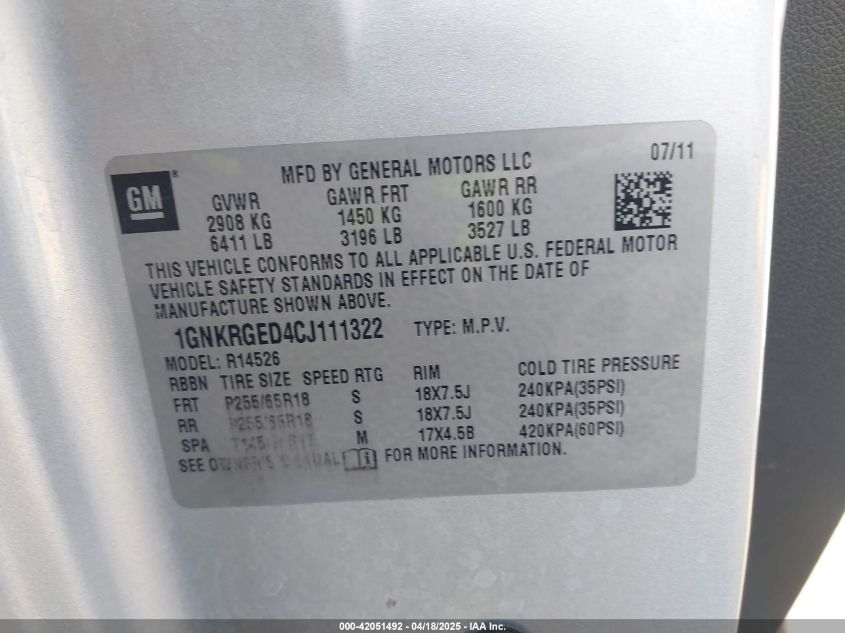 07/11
MFD BY GENERAL MOTORS LLC
GM®
GVWR GAWR FRT GAWR RR
2908 KG 1450 KG 1600 KG
6411 LB 3196 LB 3527 LB
THIS VEHICLE CONFORMS TO ALL APPLICABLE U.S. FEDERAL MOTOR
VEHICLE SAFETY STANDARDS IN EFFECT ON THE DATE OF
MANUFACTURE SHOWN ABOVE.
1GNKRGED4CJ111322 TYPE: M.P.V.
MODEL: R14526
RBBN TIRE SIZE SPEED RTG RIM COLD TIRE PRESSURE
FRT P255/65R18 S 18X7.5J 240KPA(35PSI)
RR P255/65R18 S 18X7.5J 240KPA(35PSI)
SPA M 17X4.5B 420KPA(60PSI)
SEE OWNER'S MANUAL FOR MORE INFORMATION.
000-42051492 - 04/18/2025 - IAA Inc.